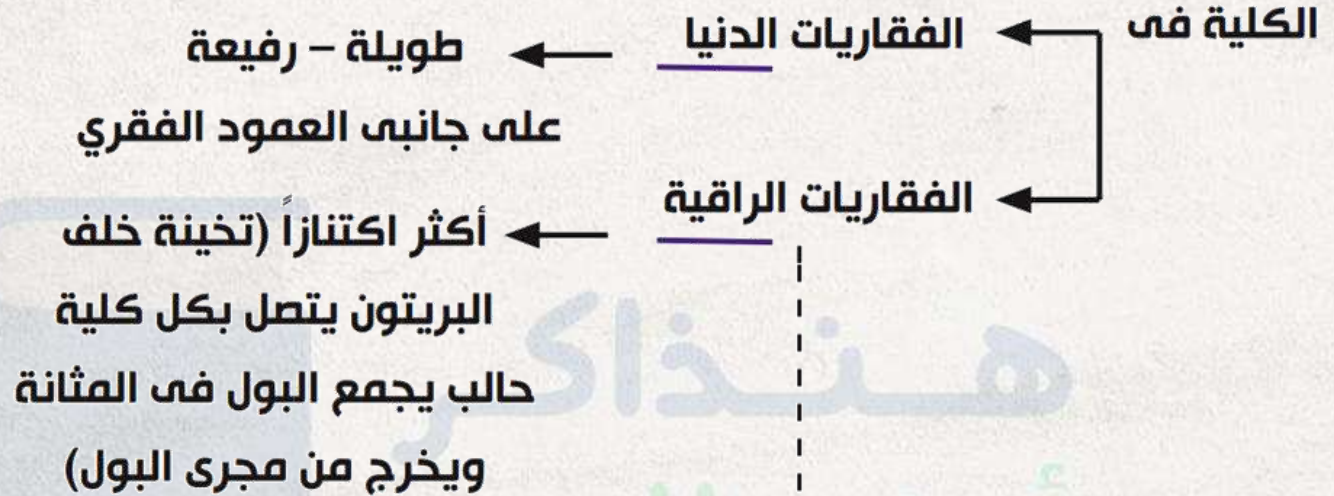 الكلية فى
الفقاريات الدنيا
طويلة – رفيعة
على جانبى العمود الفقري
الفقاريات الراقية
أكثر اكتنازاً (تخينة خلف
البريتون يتصل بكل كلية
حالب يجمع البول فى المثانة
ويخرج من مجرى البول)
هنذاكر